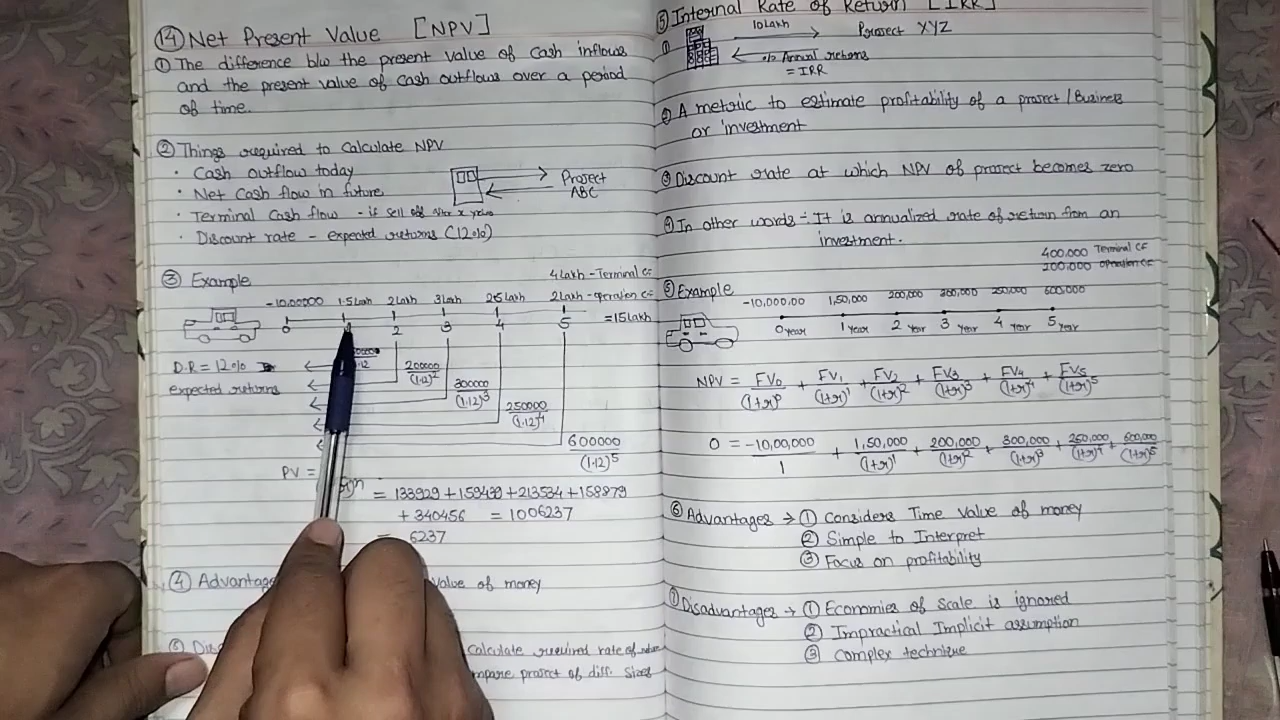 ④ Net Present Value [NPV]
① The difference b/w the present value of cash inflows
and the present value of cash outflows over a period
of time.
② Things required to Calculate NPV
· Cash outflow today
· Net Cash flow in future
· Terminal Cash flow - is sell off after x years
· Discount rate - expected returns (12%)
Project
ABC
③ Example
4 Lakh - Terminal CF
-10,00000 1.5 Lakh 2 Lakh 3 Lakh 2.5 Lakh 2 Lakh - operation CF
= 15 Lakh
0 2 3 4 5
D.R = 12%
expected returns
200000
(1.12)²
300000
(1.12)³
250000
(1.12)⁴
600000
(1.12)⁵
PV =
= 133929 + 159439 + 213534 + 158879
+ 340456 = 1006237
= 6237
④ value of money
calculate required rate of return
project of diff. sizes
⑤ Internal Rate of Return [IRR]
① 10 Lakh Project XYZ
% Annual returns
= IRR
② A metric to estimate profitability of a project / Business
or investment
③ Discount rate at which NPV of project becomes zero
④ In other words :- It is annualized rate of return from an
investment.
400,000 Terminal CF
200,000 operation CF
⑤ Example
-10,000,00 1,50,000 200,000 300,000 250,000 600,000
0 Year 1 Year 2 Year 3 Year 4 Year 5 Year
NPV = FV₀/(1+r)⁰ + FV₁/(1+r)¹ + FV₂/(1+r)² + FV₃/(1+r)³ + FV₄/(1+r)⁴ + FV₅/(1+r)⁵
0 = -10,00,000/1 + 1,50,000/(1+r)¹ + 200,000/(1+r)² + 300,000/(1+r)³ + 250,000/(1+r)⁴ + 600,000/(1+r)⁵
⑥ Advantages → ① Considers Time Value of money
② Simple to Interpret
③ Focus on profitability
⑦ Disadvantages → ① Economies of Scale is ignored
② Impractical Implicit assumption
③ Complex technique